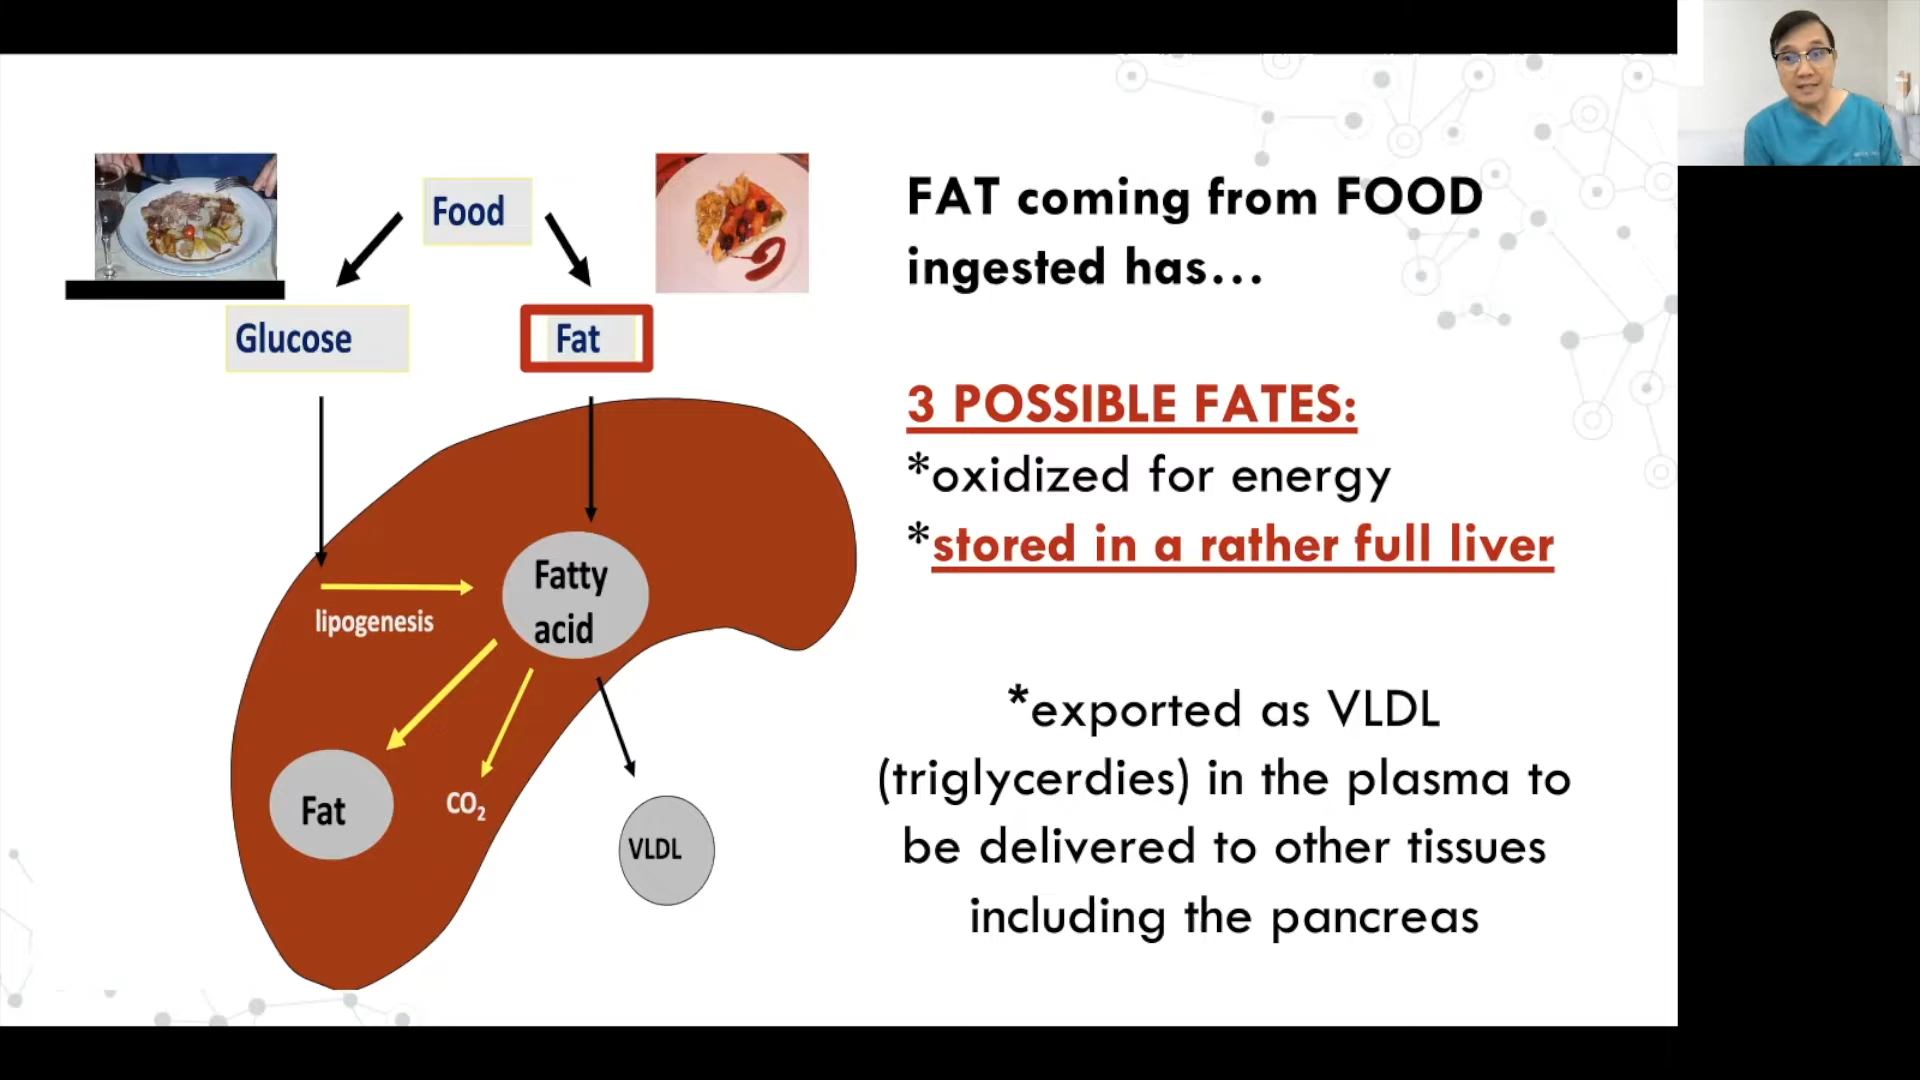 Food
Glucose
Fat
lipogenesis
Fatty
acid
Fat
CO₂
VLDL
FAT coming from FOOD
ingested has...
3 POSSIBLE FATES:
*oxidized for energy
*stored in a rather full liver
*exported as VLDL
(triglycerdies) in the plasma to
be delivered to other tissues
including the pancreas